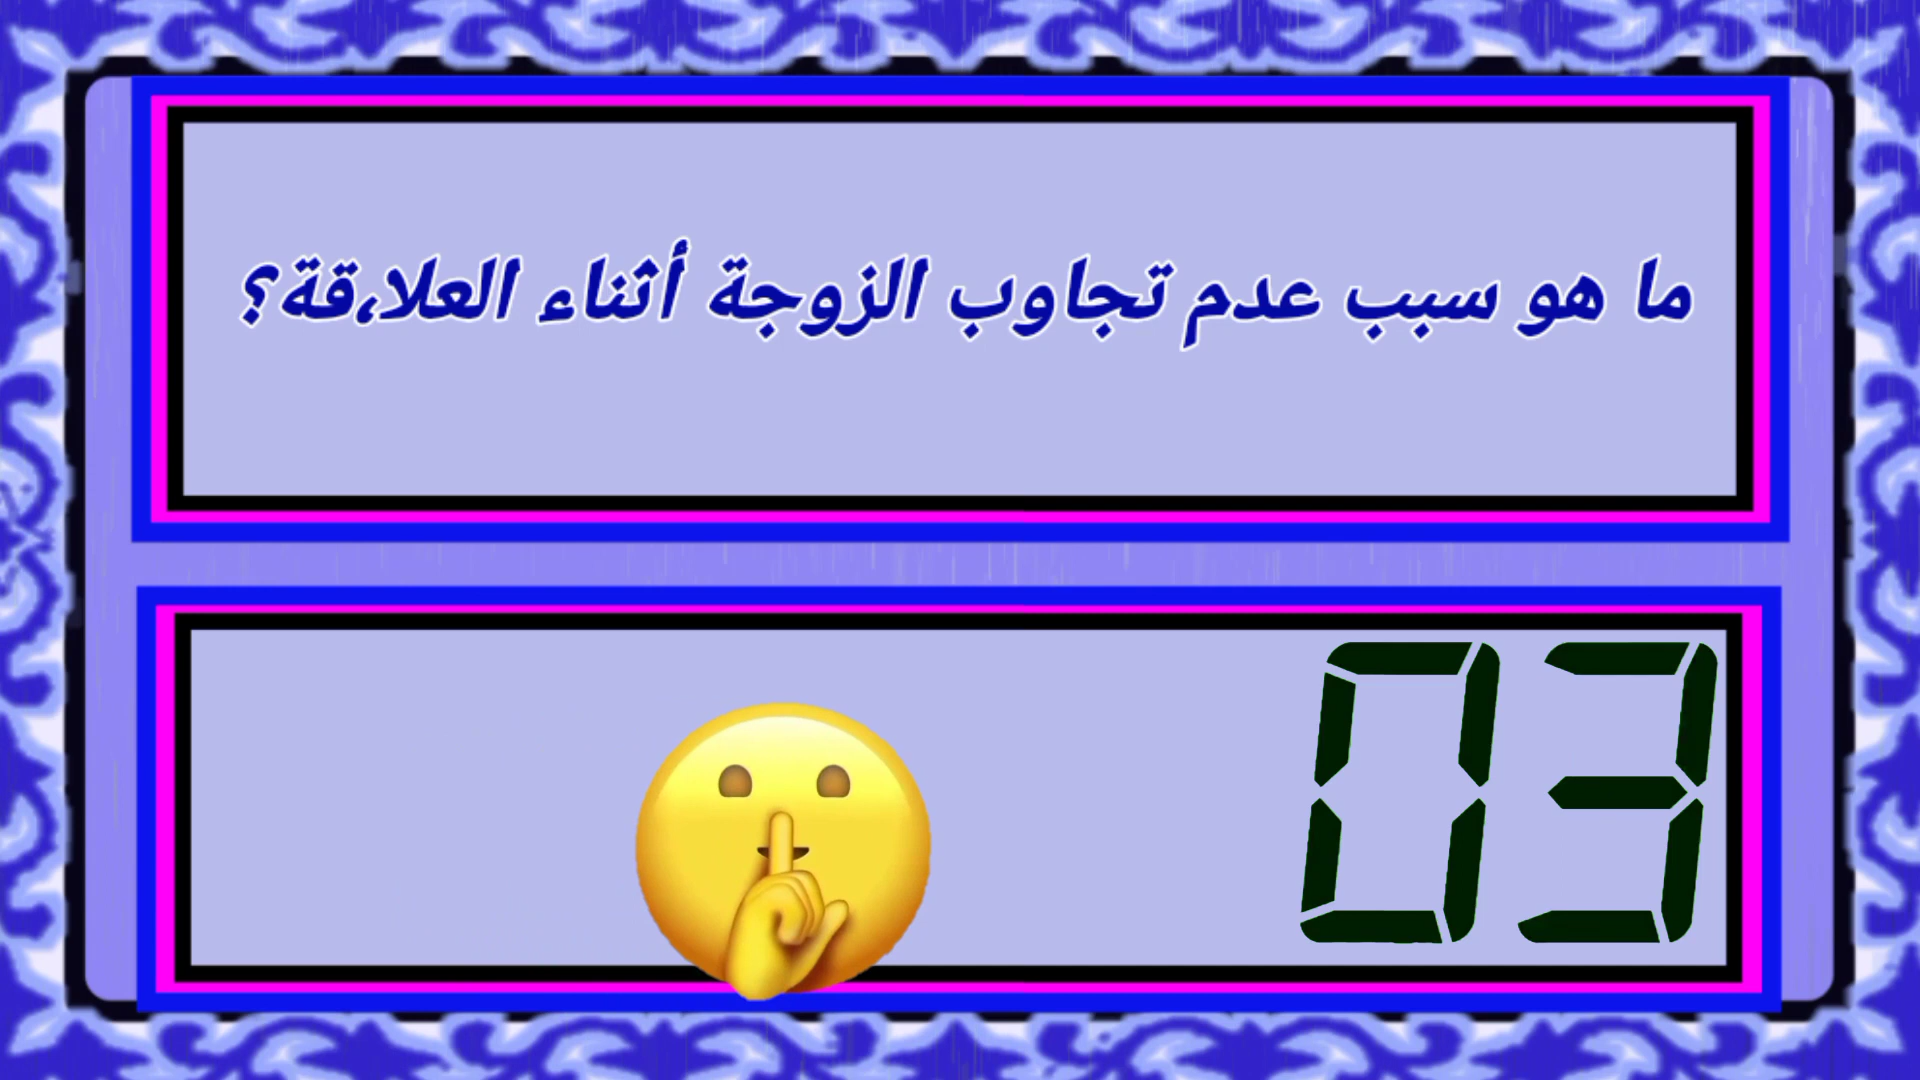 ما هو سبب عدم تجاوب الزوجة أثناء العلا،قة؟
03